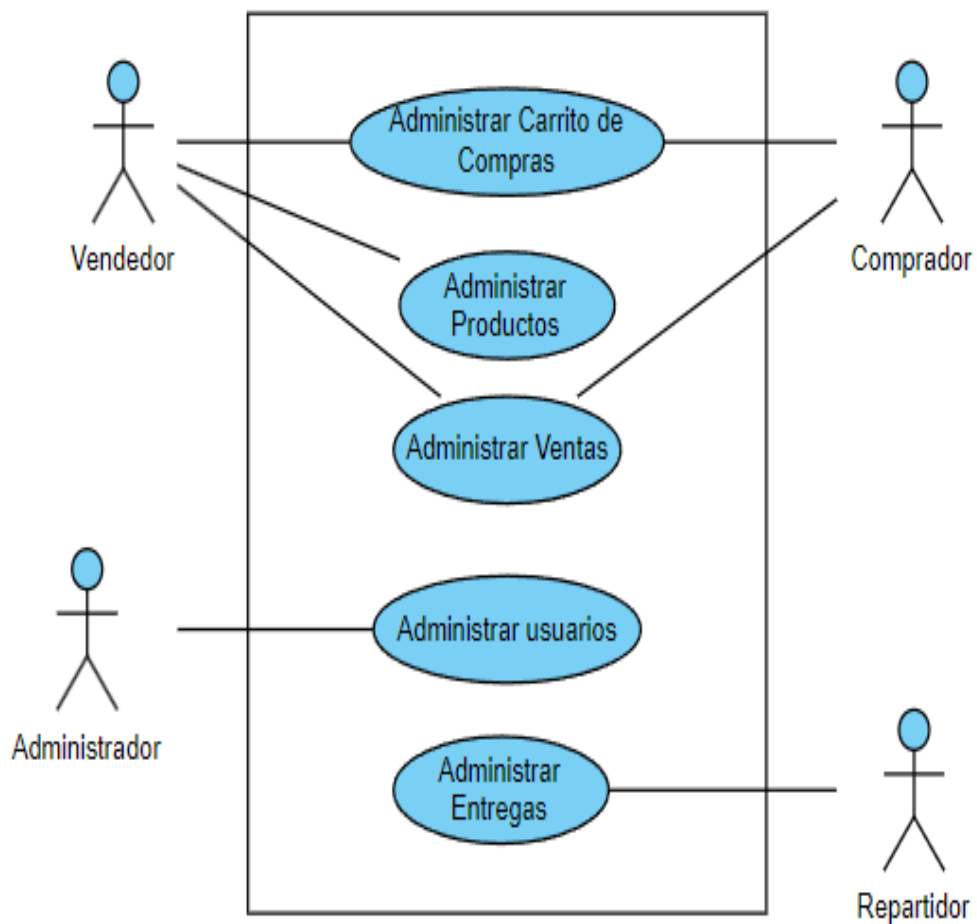 Administrar Carrito de
Compras
Vendedor
Comprador
Administrar
Productos
Administrar Ventas
Administrar usuarios
Administrador
Administrar
Entregas
Repartidor